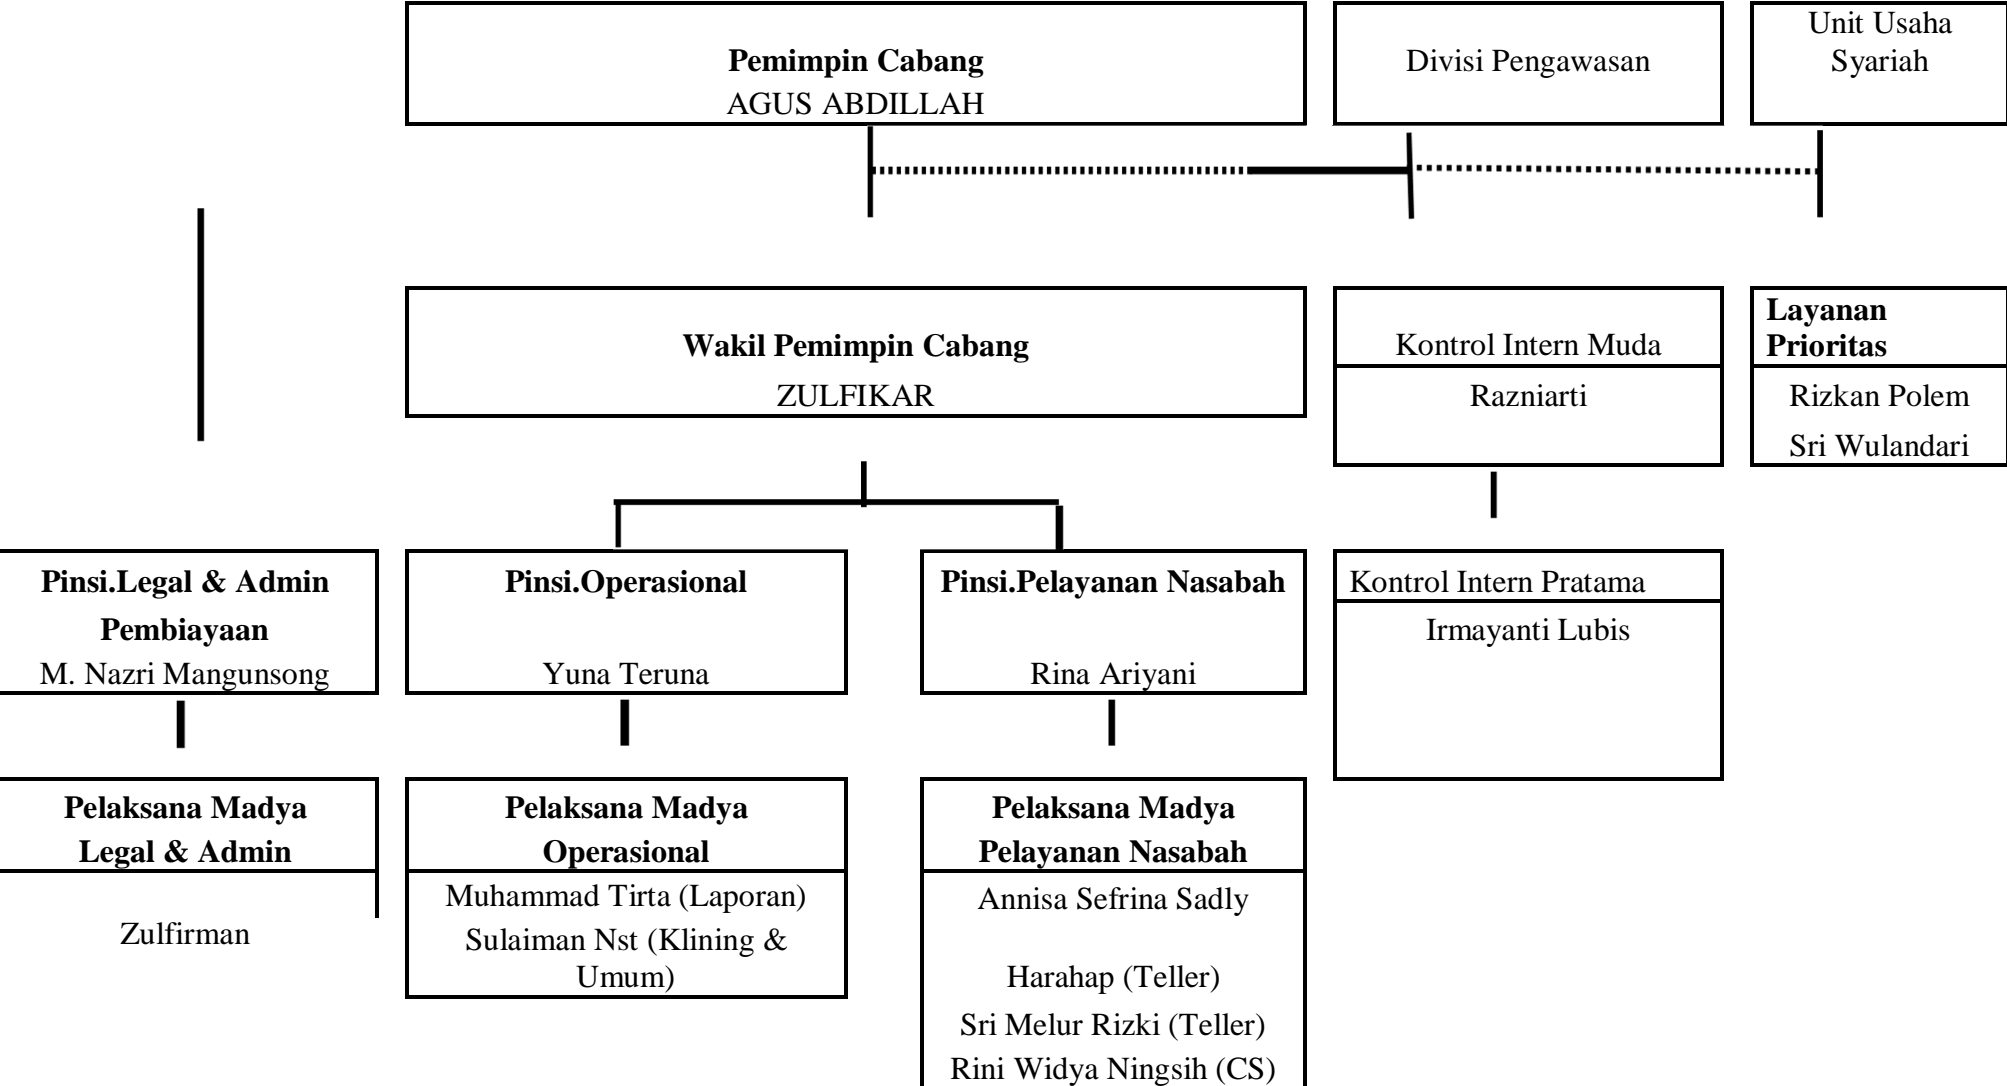 Pemimpin Cabang
AGUS ABDILLAH
Divisi Pengawasan
Unit Usaha
Syariah
Wakil Pemimpin Cabang
ZULFIKAR
Kontrol Intern Muda
Razniarti
Layanan
Prioritas
Rizkan Polem
Sri Wulandari
Pinsi.Legal & Admin
Pembiayaan
M. Nazri Mangunsong
Pinsi.Operasional
Yuna Teruna
Pinsi.Pelayanan Nasabah
Rina Ariyani
Kontrol Intern Pratama
Irmayanti Lubis
Pelaksana Madya
Legal & Admin
Zulfirman
Pelaksana Madya
Operasional
Muhammad Tirta (Laporan)
Sulaiman Nst (Klining &
Umum)
Pelaksana Madya
Pelayanan Nasabah
Annisa Sefrina Sadly
Harahap (Teller)
Sri Melur Rizki (Teller)
Rini Widya Ningsih (CS)